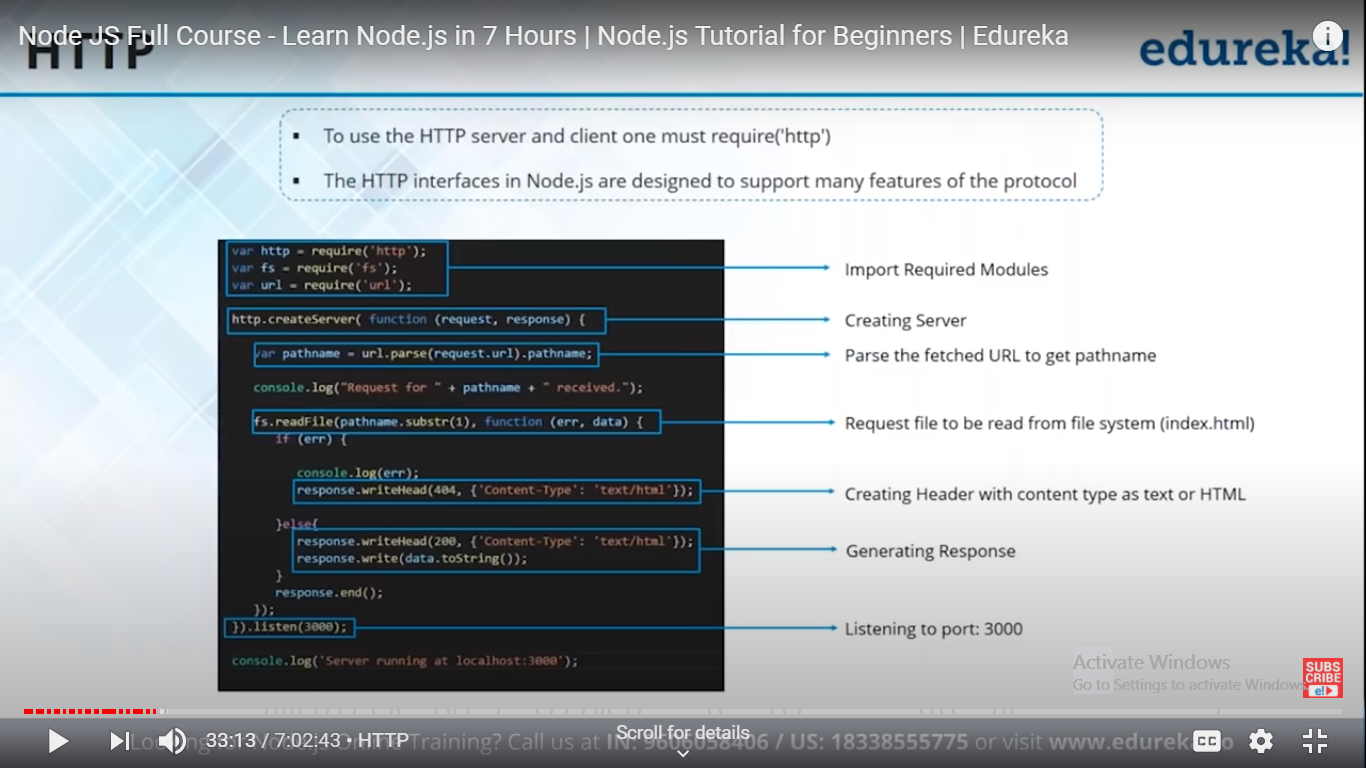 Node JS Full Course - Learn Node.js in 7 Hours | Node.js Tutorial for Beginners | Edureka
HTTP
edureka!
▪ To use the HTTP server and client one must require('http')
▪ The HTTP interfaces in Node.js are designed to support many features of the protocol
var http = require('http');
var fs = require('fs');
var url = require('url');
Import Required Modules
http.createServer( function (request, response) {
Creating Server
var pathname = url.parse(request.url).pathname;
Parse the fetched URL to get pathname
console.log("Request for " + pathname + " received.");
fs.readFile(pathname.substr(1), function (err, data) {
Request file to be read from file system (index.html)
if (err) {
console.log(err);
response.writeHead(404, {'Content-Type': 'text/html'});
Creating Header with content type as text or HTML
}else{
response.writeHead(200, {'Content-Type': 'text/html'});
response.write(data.toString());
Generating Response
}
response.end();
});
}).listen(3000);
Listening to port: 3000
console.log('Server running at localhost:3000');
Activate Windows
Go to Settings to activate Windows
SUBS
CRIBE
e!
33:13 / 7:02:43 • HTTP
Scroll for details
Training? Call us at IN: 9606058406 / US: 18338555775 or visit www.edurek
CC